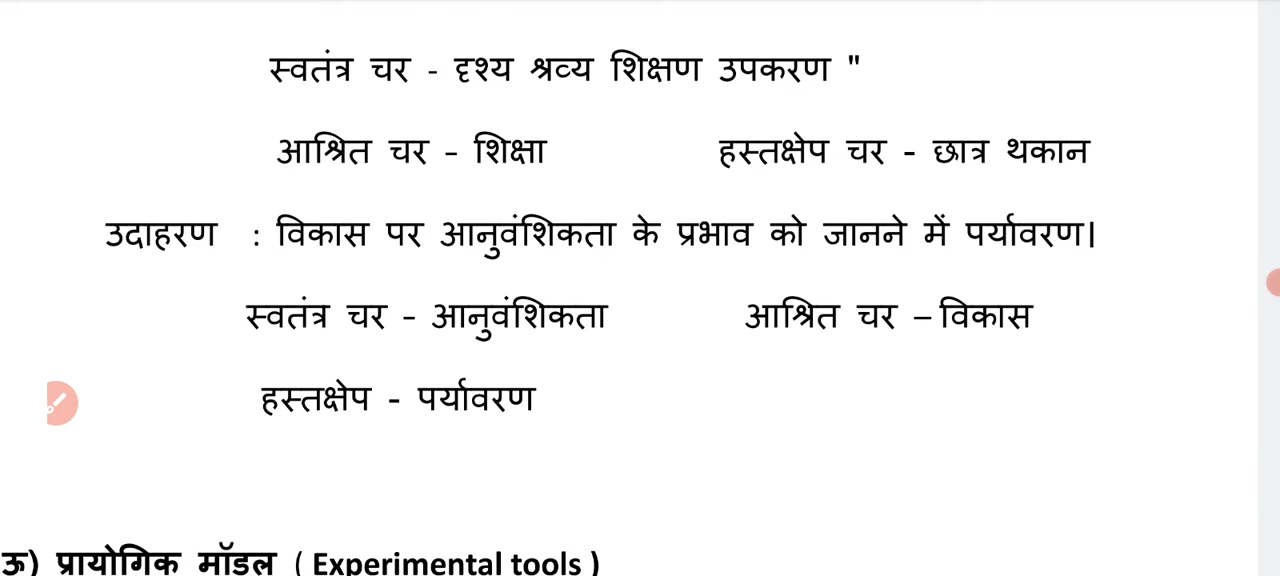 स्वतंत्र चर - दृश्य श्रव्य शिक्षण उपकरण "
आश्रित चर - शिक्षा हस्तक्षेप चर - छात्र थकान
उदाहरण : विकास पर आनुवंशिकता के प्रभाव को जानने में पर्यावरण।
स्वतंत्र चर - आनुवंशिकता आश्रित चर – विकास
हस्तक्षेप - पर्यावरण
ऊ) प्रायोगिक मॉडल ( Experimental tools )